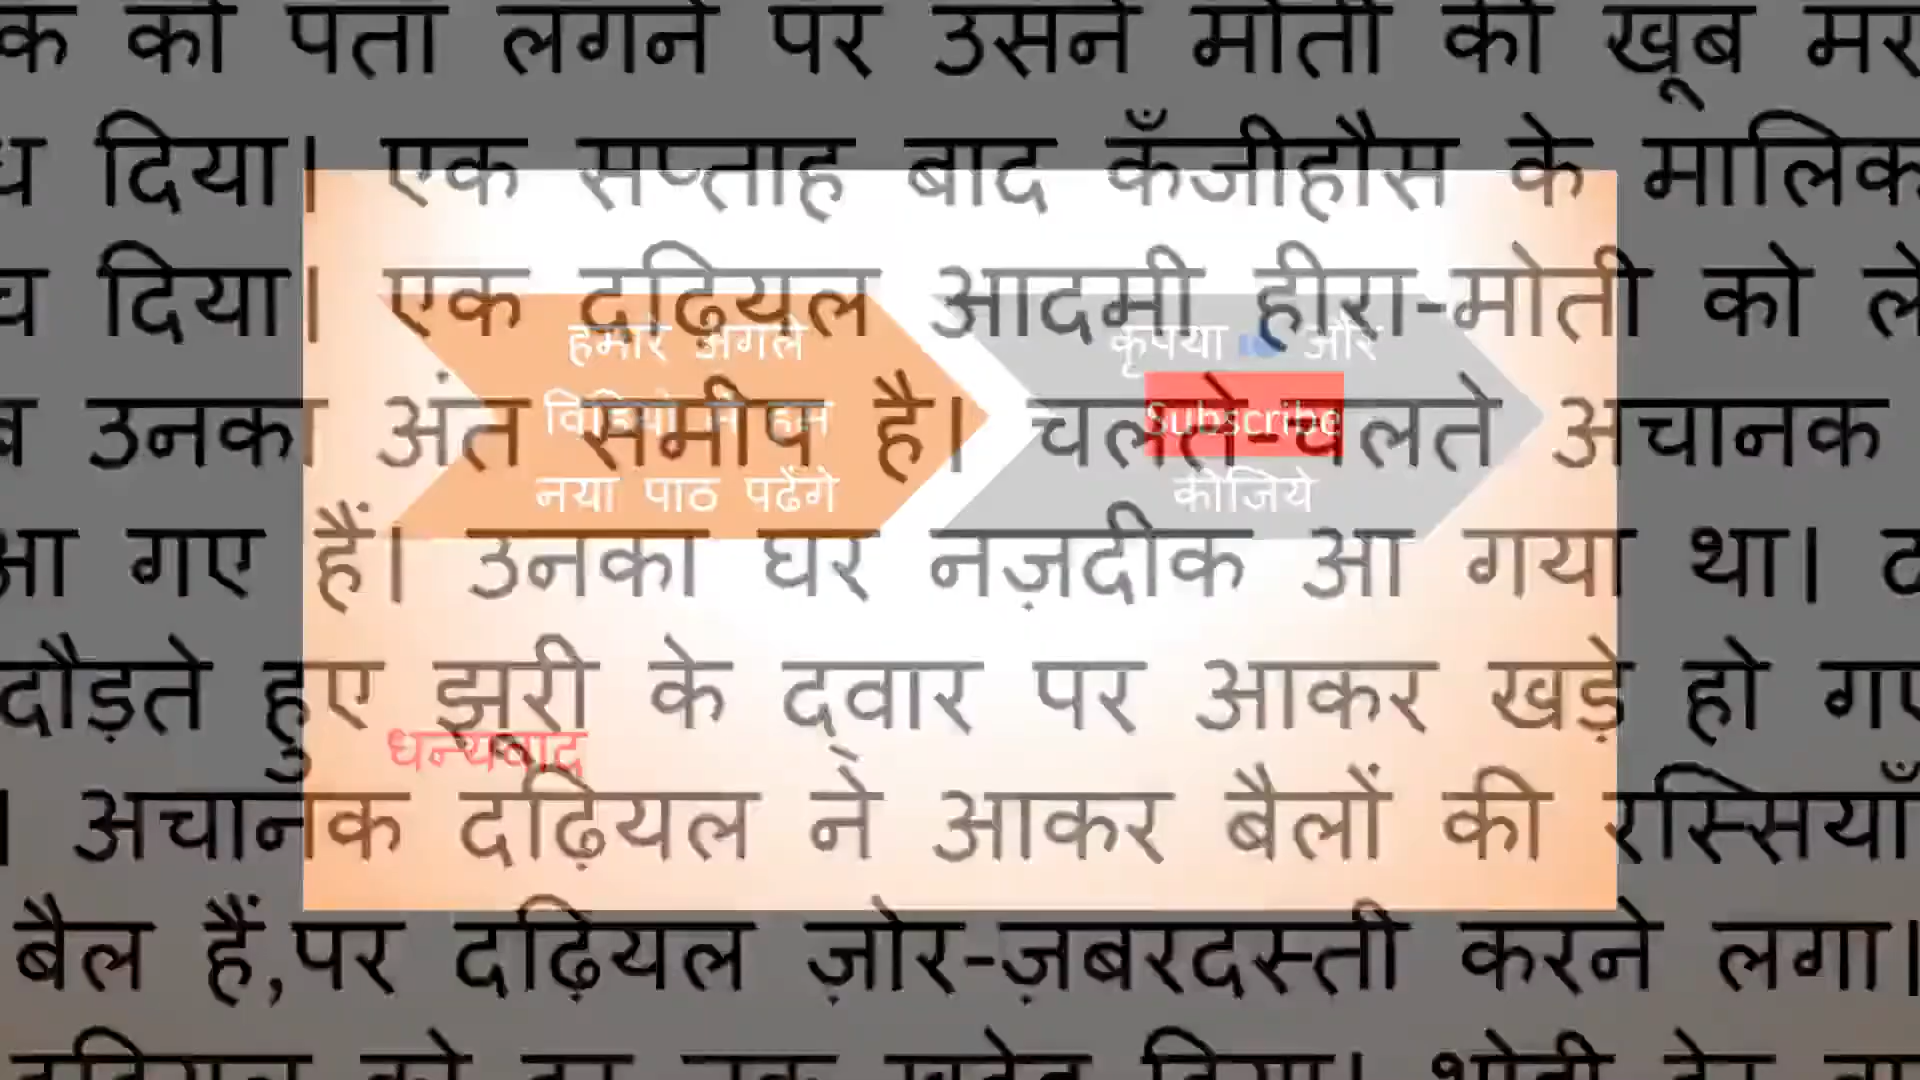 को पता लगने पर उसने मोती को खूब
दिया। एक सप्ताह बाद कँजीहौस के मालिक
दिया। एक दढ़ियल आदमी हीरा-मोती को
उनका अंत समीप है। चलते-चलते अचानक
आ गए हैं। उनका घर नज़दीक आ गया था।
दौड़ते हुए झूरी के द्वार पर आकर खड़े हो गए
। अचानक दढ़ियल ने आकर बैलों की रस्सियाँ
बैल हैं,पर दढ़ियल ज़ोर-ज़बरदस्ती करने लगा।
हमारे अगले
विडियो में हम
नया पाठ पढेंगे
कृपया और
Subscribe
कीजिये
धन्यवाद